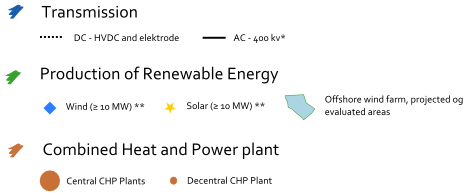 Transmission
DC - HVDC and elektrode
AC - 400 kv*
Production of Renewable Energy
Wind (≥ 10 MW) **
Solar (≥ 10 MW) **
Offshore wind farm, projected og
evaluated areas
Combined Heat and Power plant
Central CHP Plants
Decentral CHP Plant